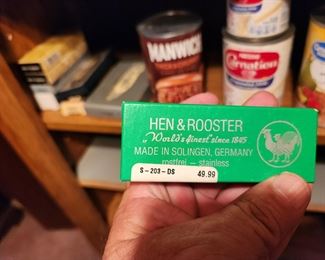 MANWICH
Carnation
HEN & ROOSTER
„World's finest" since 1845
MADE IN SOLINGEN, GERMANY
rostfrei – stainless
S-203-DS
49.99